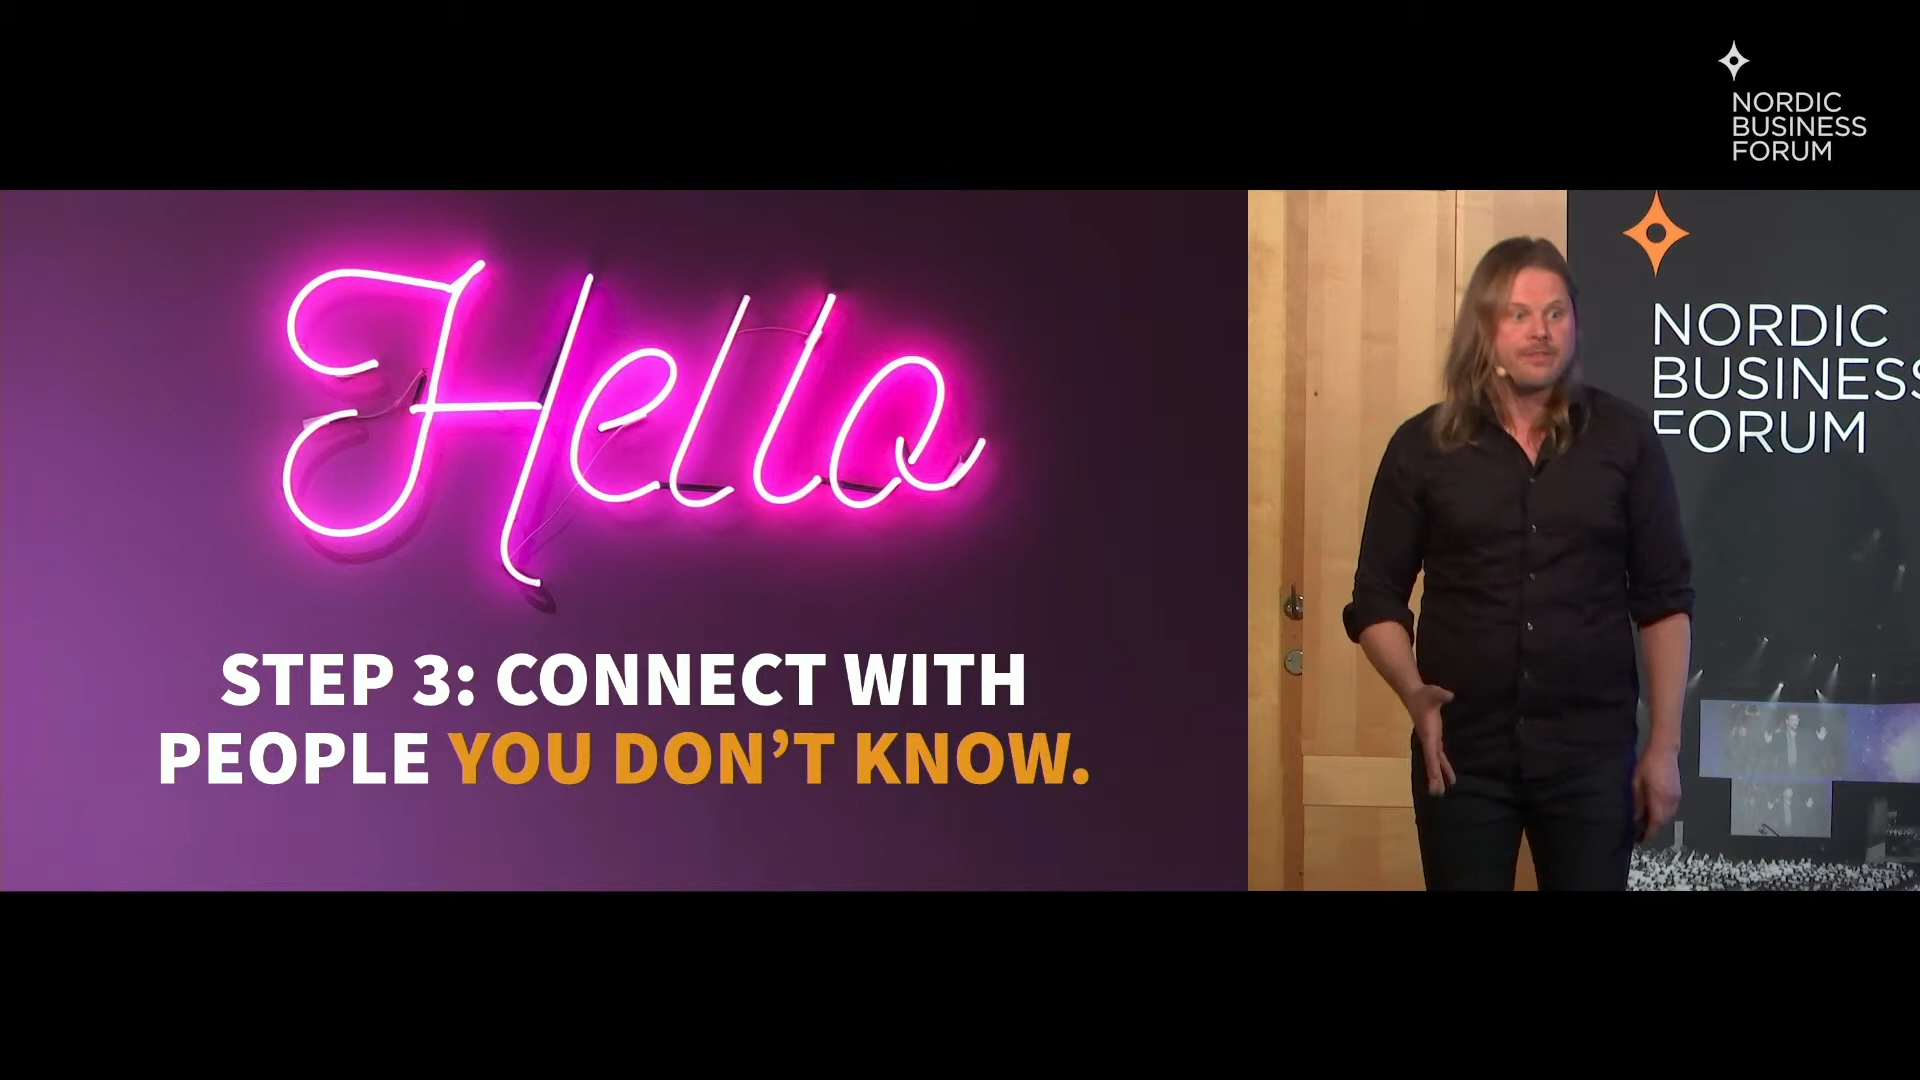 NORDIC
BUSINESS
FORUM
Hello
STEP 3: CONNECT WITH
PEOPLE YOU DON’T KNOW.
NORDIC
BUSINESS
FORUM